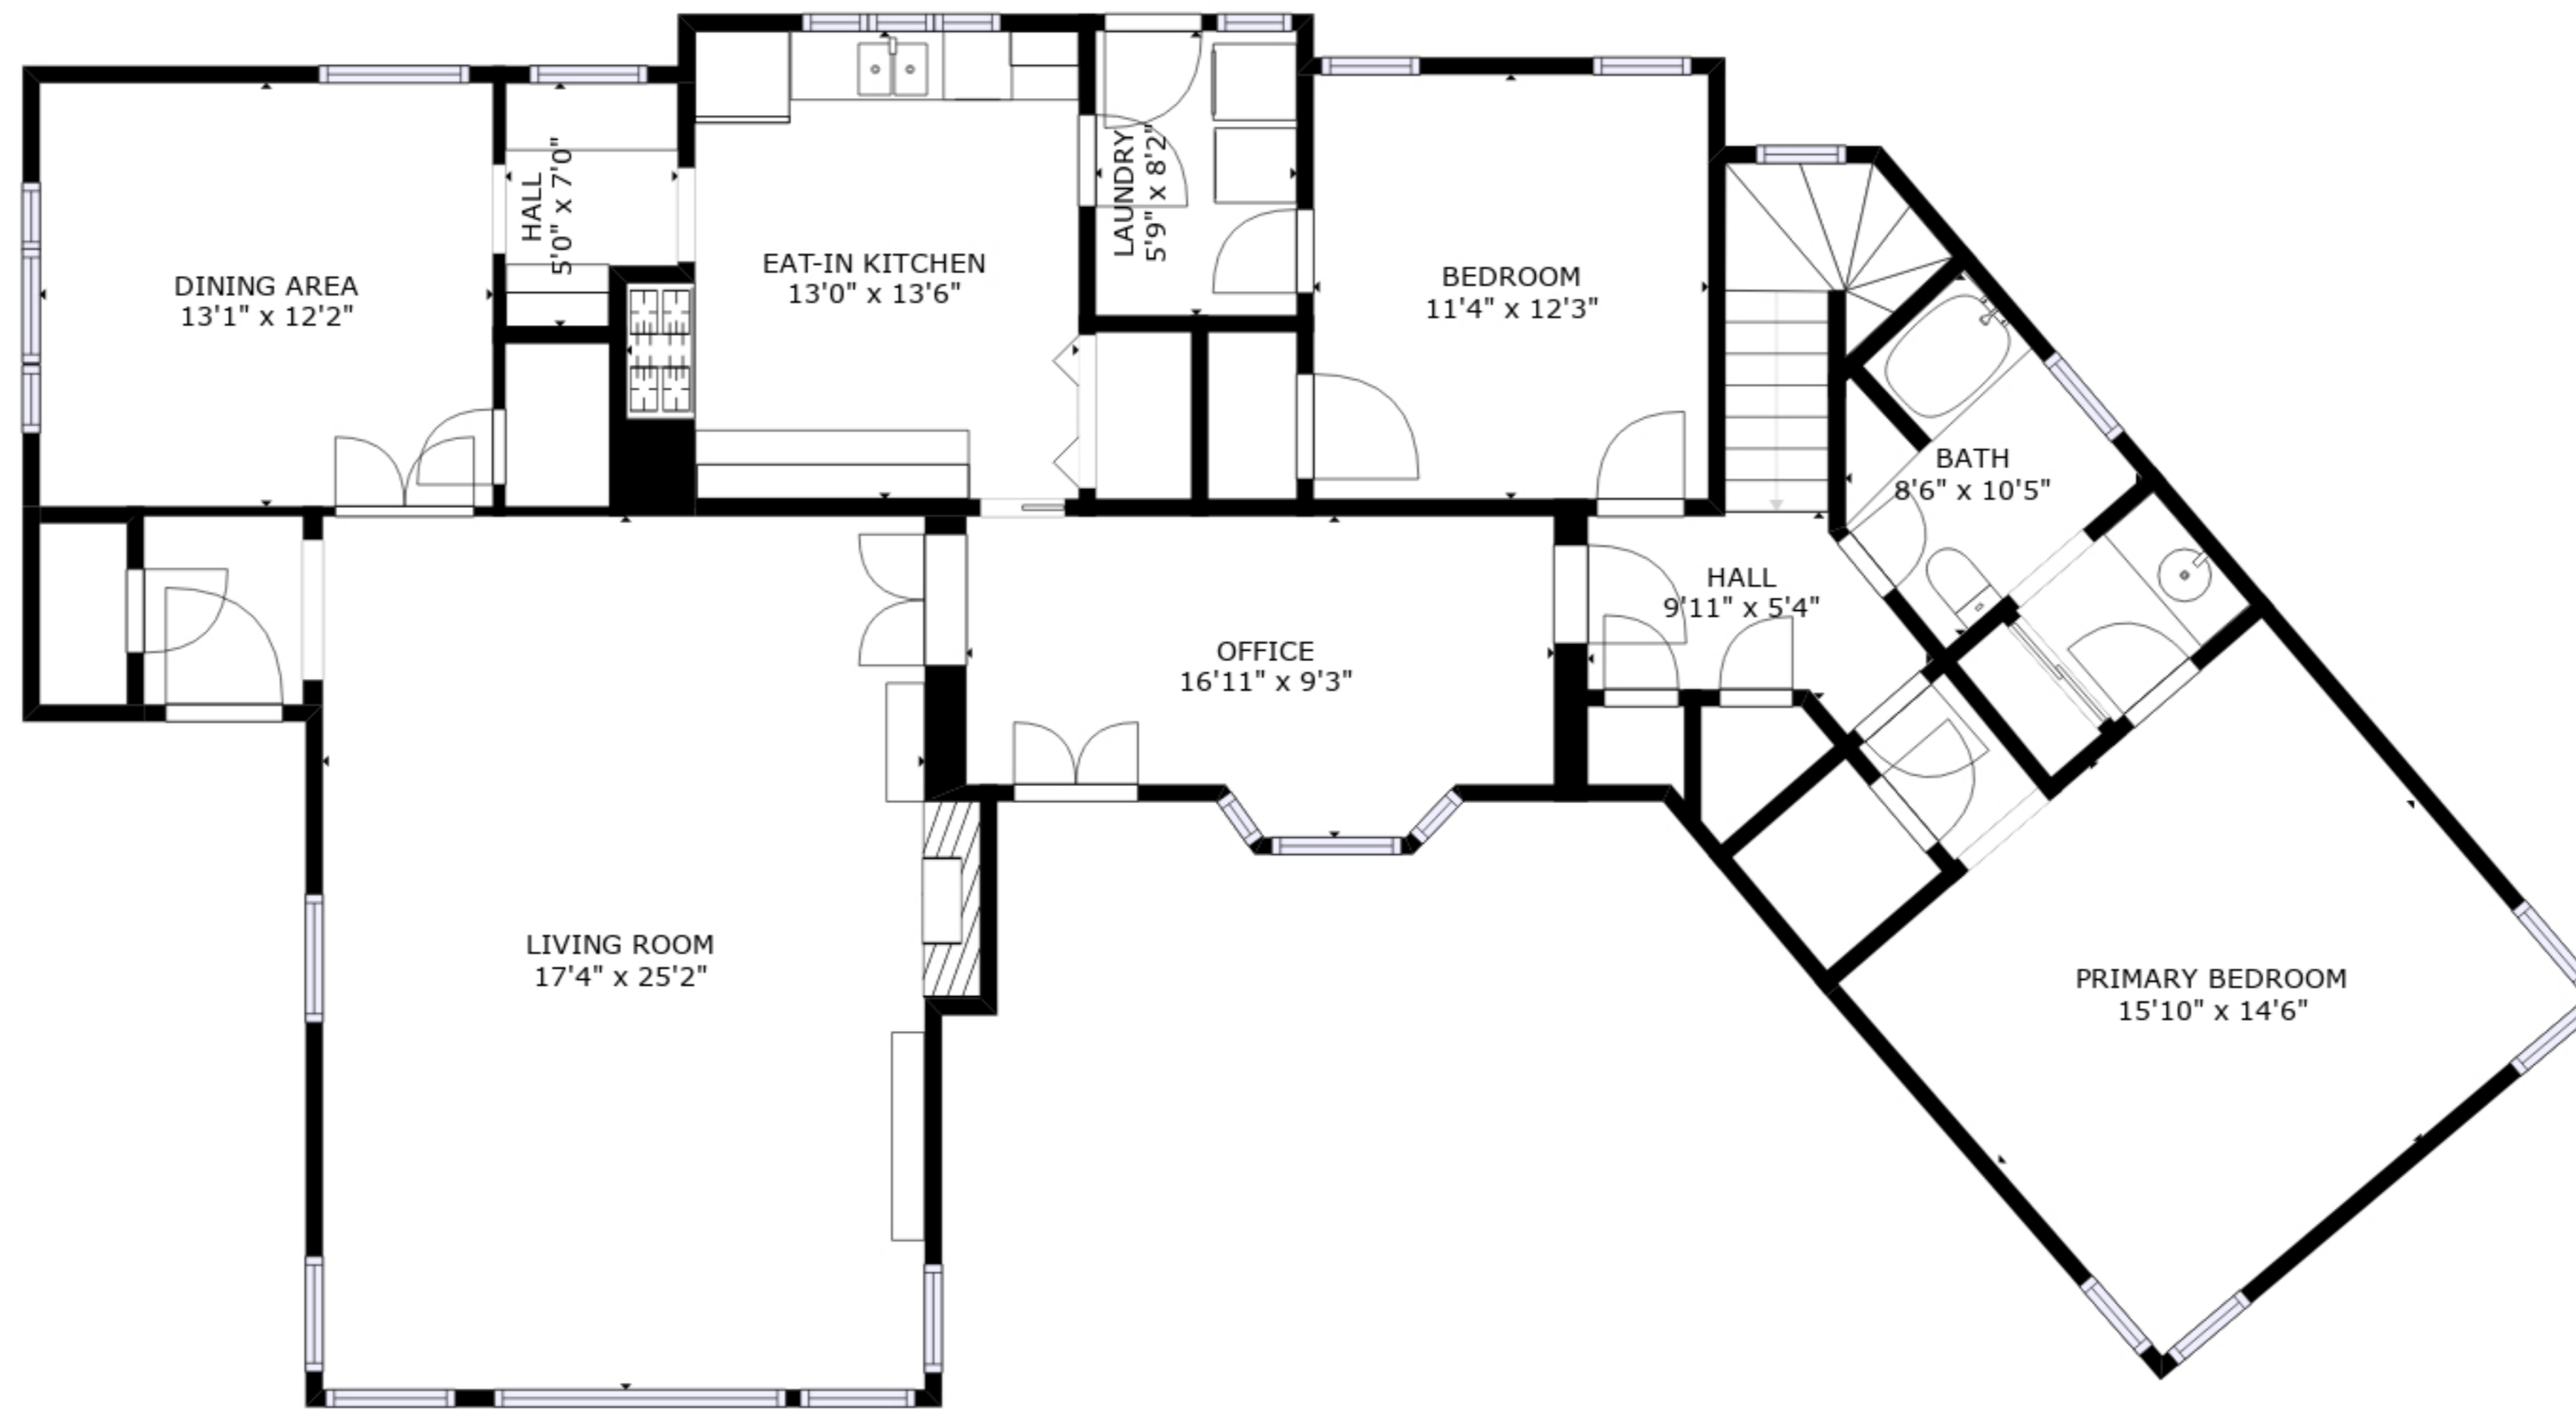 DINING AREA
13'1" x 12'2"
HALL
5'0" x 7'0"
EAT-IN KITCHEN
13'0" x 13'6"
LAUNDRY
5'9" x 8'2"
BEDROOM
11'4" x 12'3"
BATH
8'6" x 10'5"
HALL
9'11" x 5'4"
OFFICE
16'11" x 9'3"
LIVING ROOM
17'4" x 25'2"
PRIMARY BEDROOM
15'10" x 14'6"